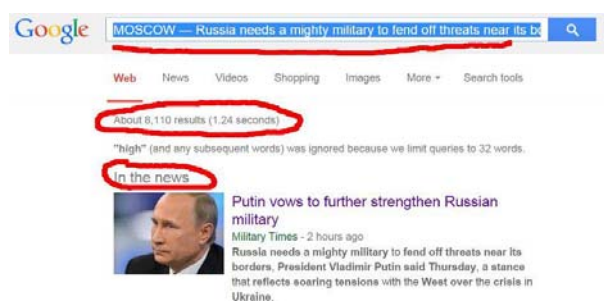 Google MOSCOW — Russia needs a mighty military to fend off threats near its bo
Web News Videos Shopping Images More Search tools
About 8,110 results (1.24 seconds)
"high" (and any subsequent words) was ignored because we limit queries to 32 words.
In the news
Putin vows to further strengthen Russian
military
Military Times - 2 hours ago
Russia needs a mighty military to fend off threats near its
borders, President Vladimir Putin said Thursday, a stance
that reflects soaring tensions with the West over the crisis in
Ukraine.